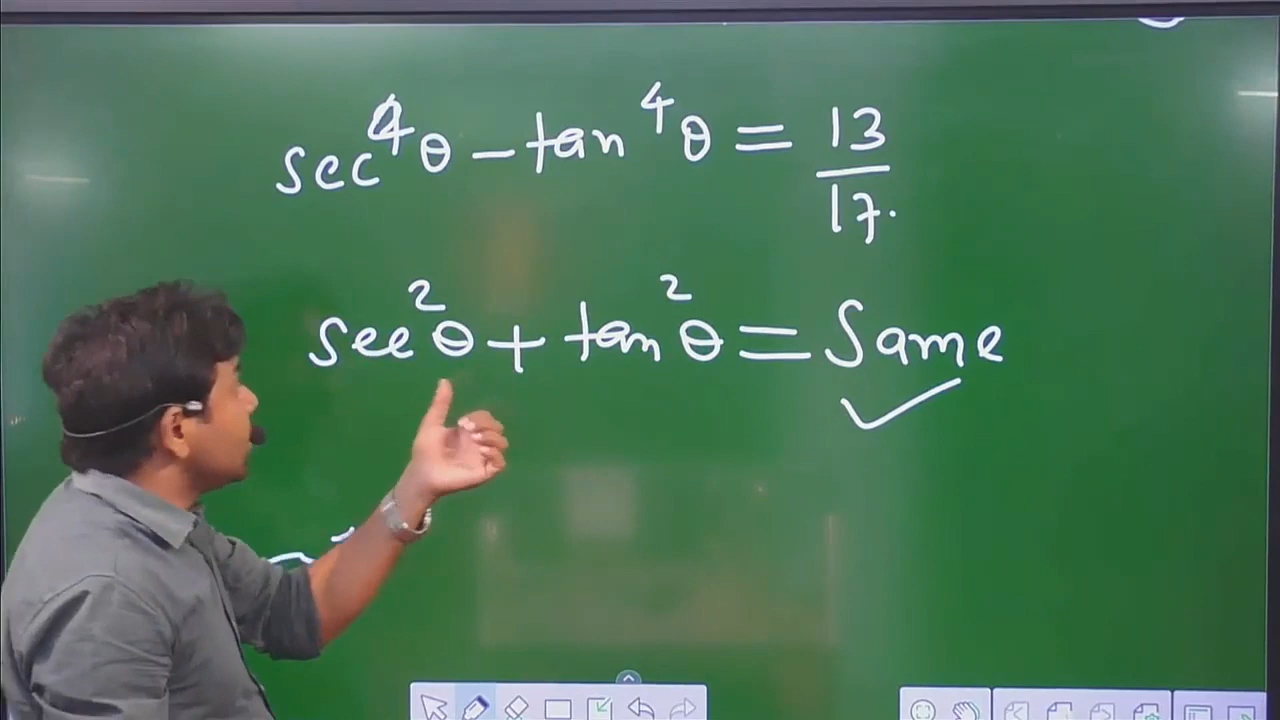 sec⁴θ - tan⁴θ = 13/17.
sec²θ + tan²θ = Same